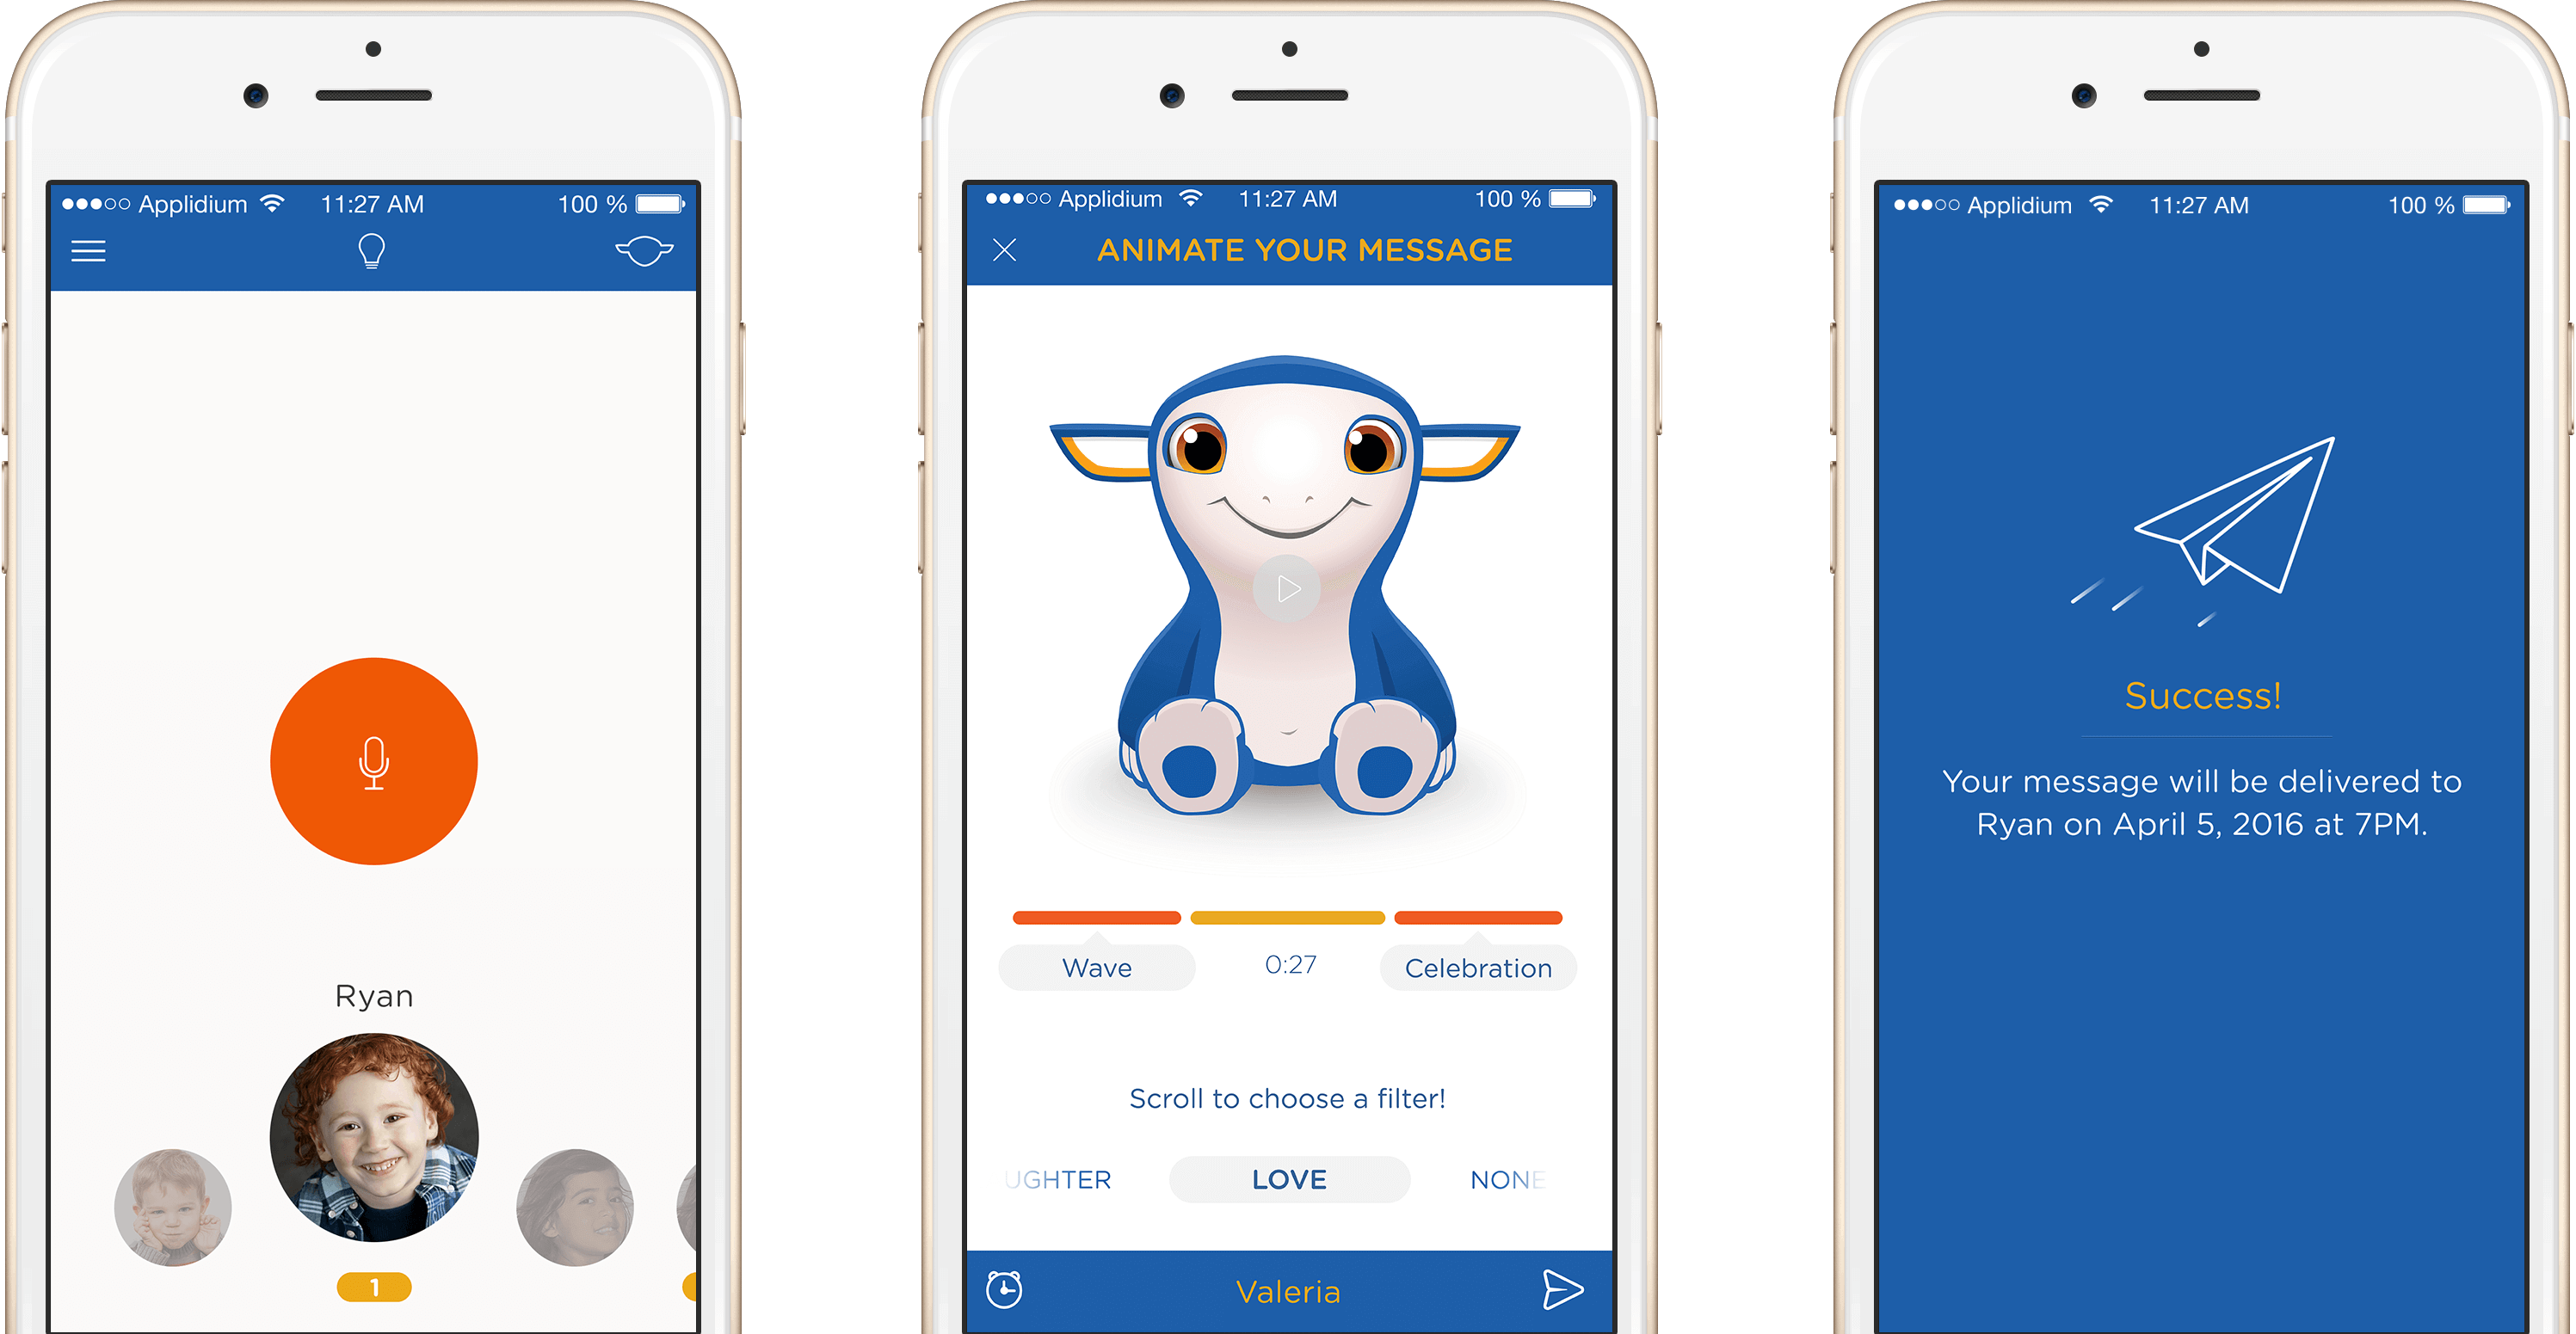 Applidium 11:27 AM 100 %
Ryan
1
Applidium 11:27 AM 100 %
ANIMATE YOUR MESSAGE
Wave 0:27 Celebration
Scroll to choose a filter!
UGHTER LOVE NONE
Valeria
Applidium 11:27 AM 100 %
Success!
Your message will be delivered to
Ryan on April 5, 2016 at 7PM.